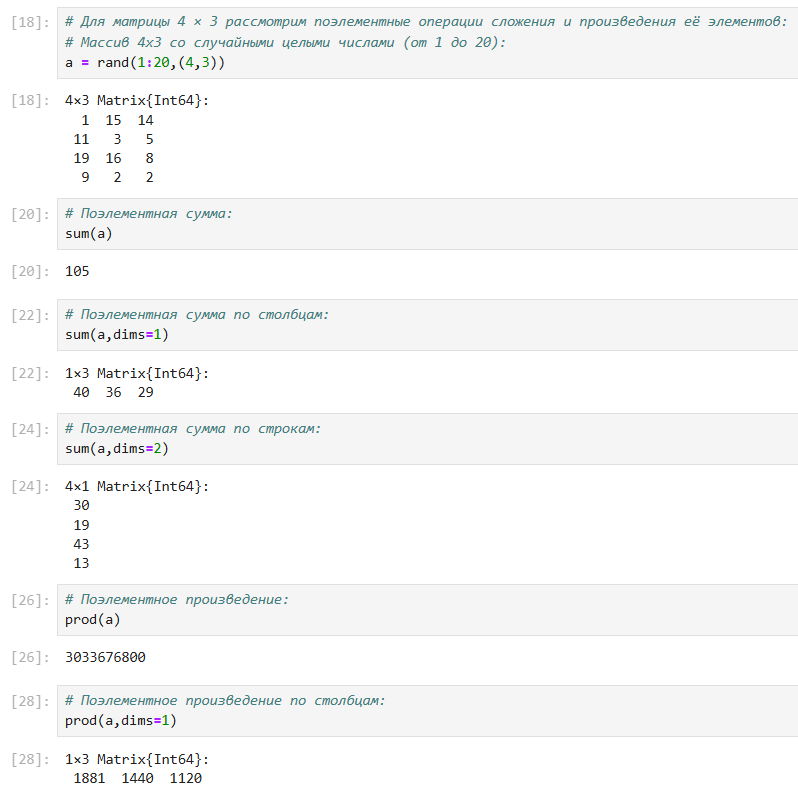 [18]: # Для матрицы 4 × 3 рассмотрим поэлементные операции сложения и произведения её элементов:
# Массив 4x3 со случайными целыми числами (от 1 до 20):
a = rand(1:20,(4,3))
[18]: 4×3 Matrix{Int64}:
1 15 14
11 3 5
19 16 8
9 2 2
[20]: # Поэлементная сумма:
sum(a)
[20]: 105
[22]: # Поэлементная сумма по столбцам:
sum(a,dims=1)
[22]: 1×3 Matrix{Int64}:
40 36 29
[24]: # Поэлементная сумма по строкам:
sum(a,dims=2)
[24]: 4×1 Matrix{Int64}:
30
19
43
13
[26]: # Поэлементное произведение:
prod(a)
[26]: 3033676800
[28]: # Поэлементное произведение по столбцам:
prod(a,dims=1)
[28]: 1×3 Matrix{Int64}:
1881 1440 1120